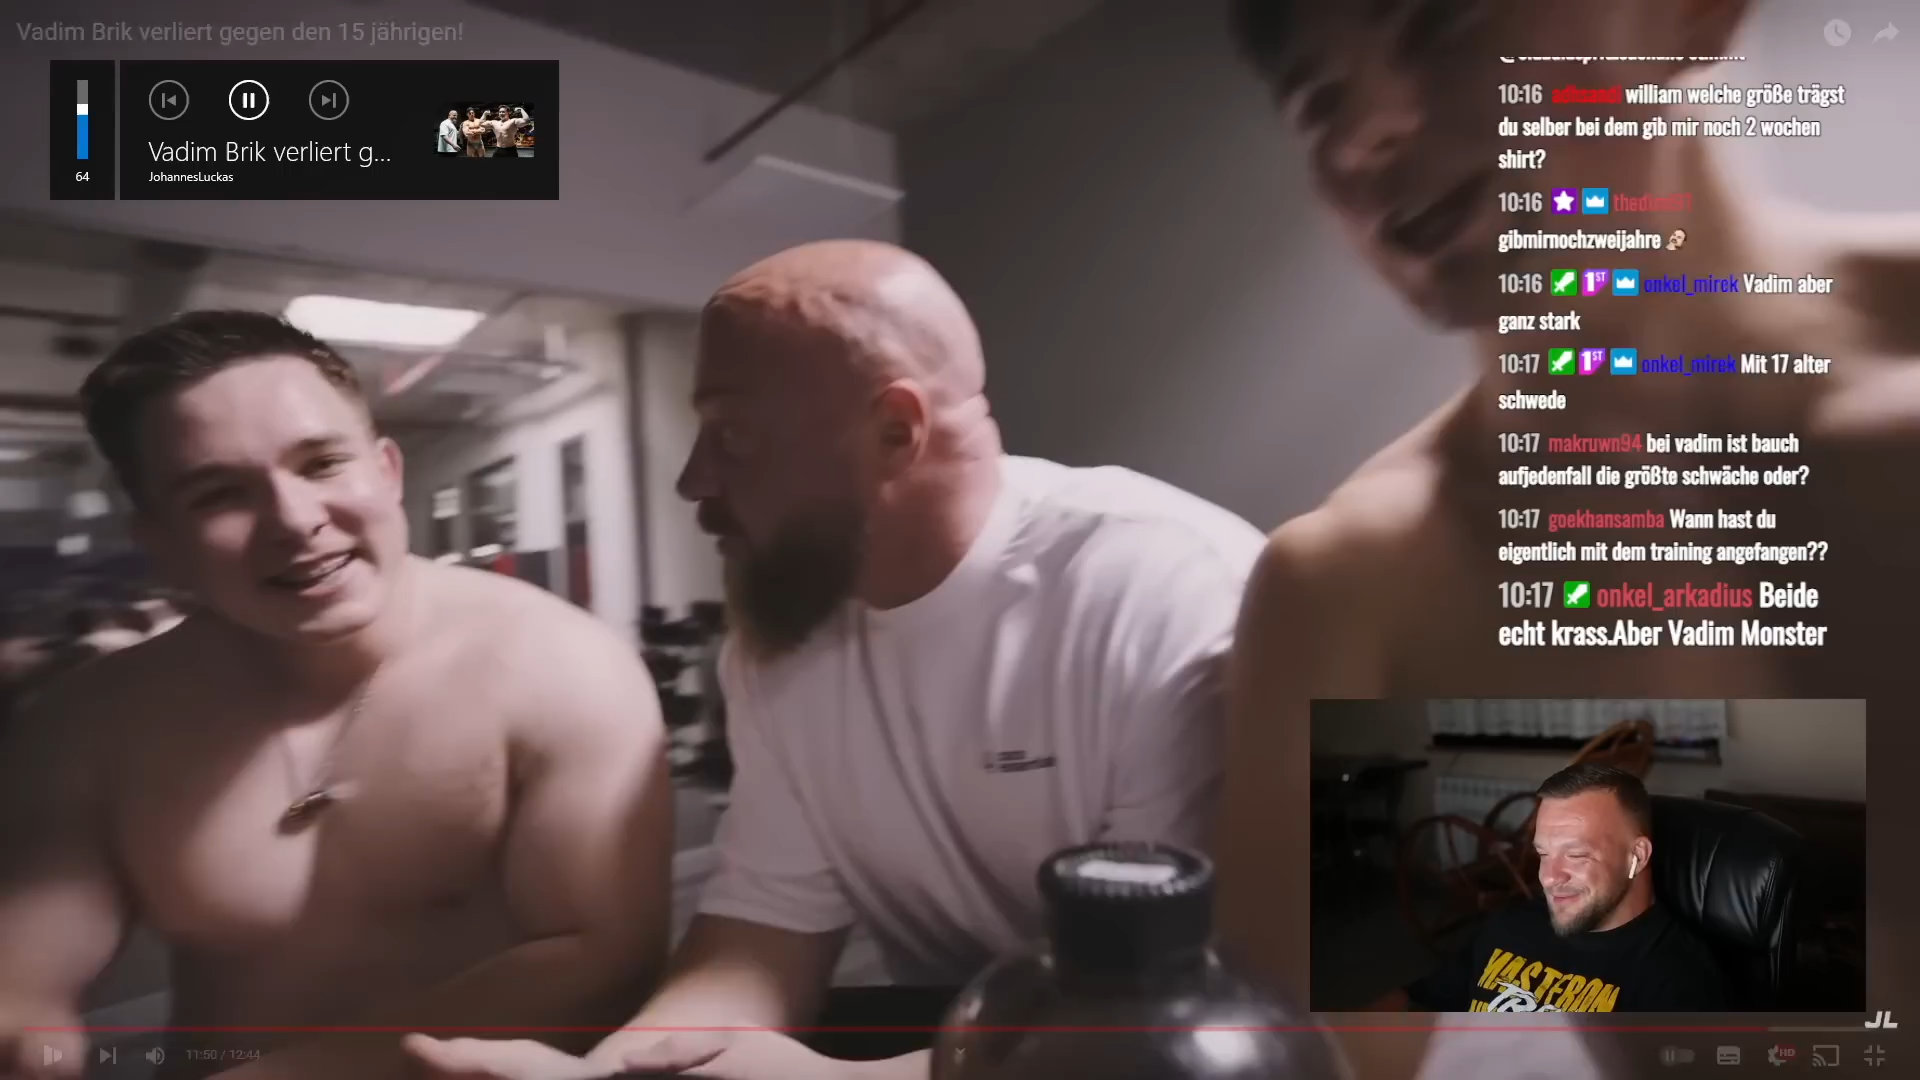 Vadim Brik verliert gegen den 15 jährigen!
64
Vadim Brik verliert g...
JohannesLuckas
10:16 adhsandi william welche größe trägst
du selber bei dem gib mir noch 2 wochen
shirt?
10:16
gibmirnochzweijahre
10:16 1ST onkel_mirek Vadim aber
ganz stark
10:17 1ST onkel_mirek Mit 17 alter
schwede
10:17 makruwn94 bei vadim ist bauch
aufjedenfall die größte schwäche oder?
10:17 goekhansamba Wann hast du
eigentlich mit dem training angefangen??
10:17 onkel_arkadius Beide
echt krass.Aber Vadim Monster
MASTERON
JL
11:50 / 12:44
HD